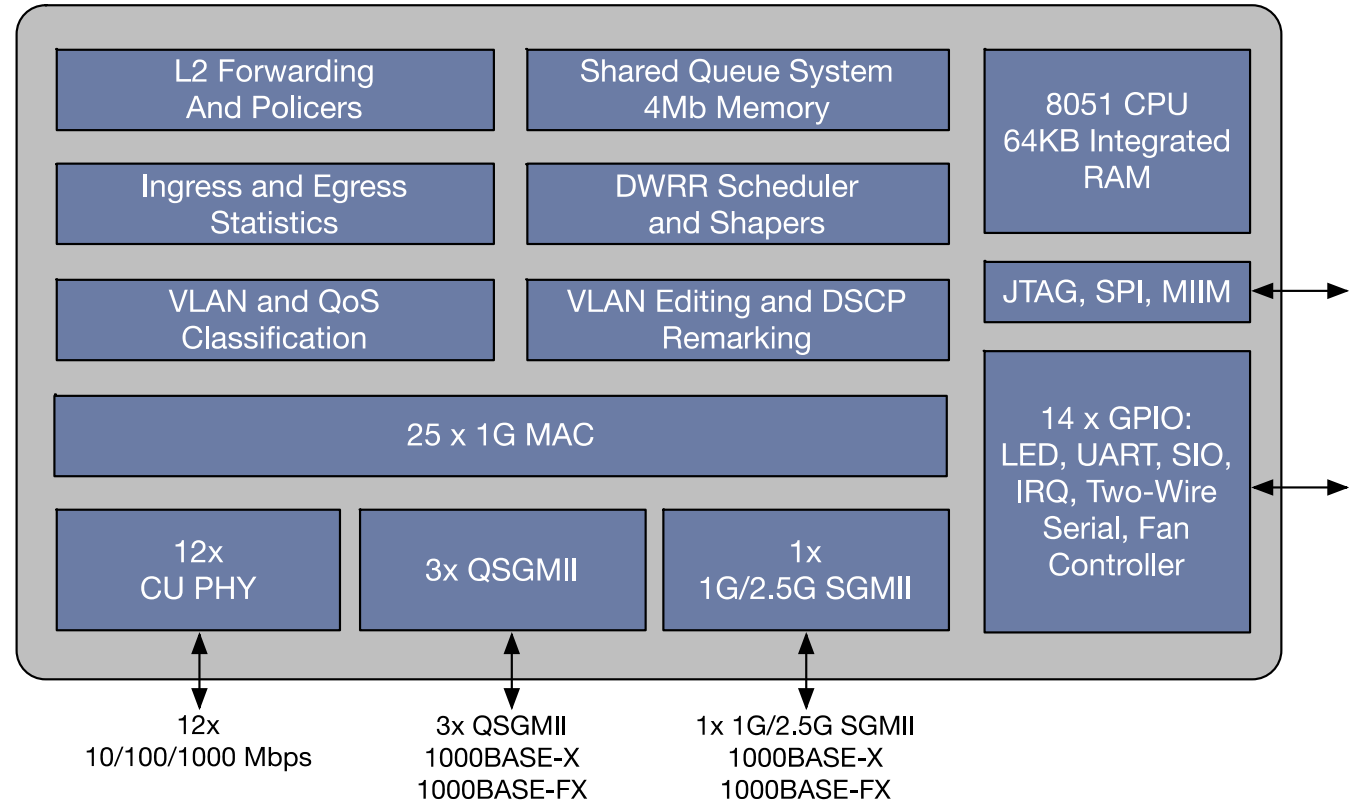 L2 Forwarding
And Policers
Shared Queue System
4Mb Memory
8051 CPU
64KB Integrated
RAM
Ingress and Egress
Statistics
DWRR Scheduler
and Shapers
VLAN and QoS
Classification
VLAN Editing and DSCP
Remarking
JTAG, SPI, MIIM
25 x 1G MAC
14 x GPIO:
LED, UART, SIO,
IRQ, Two-Wire
Serial, Fan
Controller
12x
CU PHY
3x QSGMII
1x
1G/2.5G SGMII
12x
10/100/1000 Mbps
3x QSGMII
1000BASE-X
1000BASE-FX
1x 1G/2.5G SGMII
1000BASE-X
1000BASE-FX